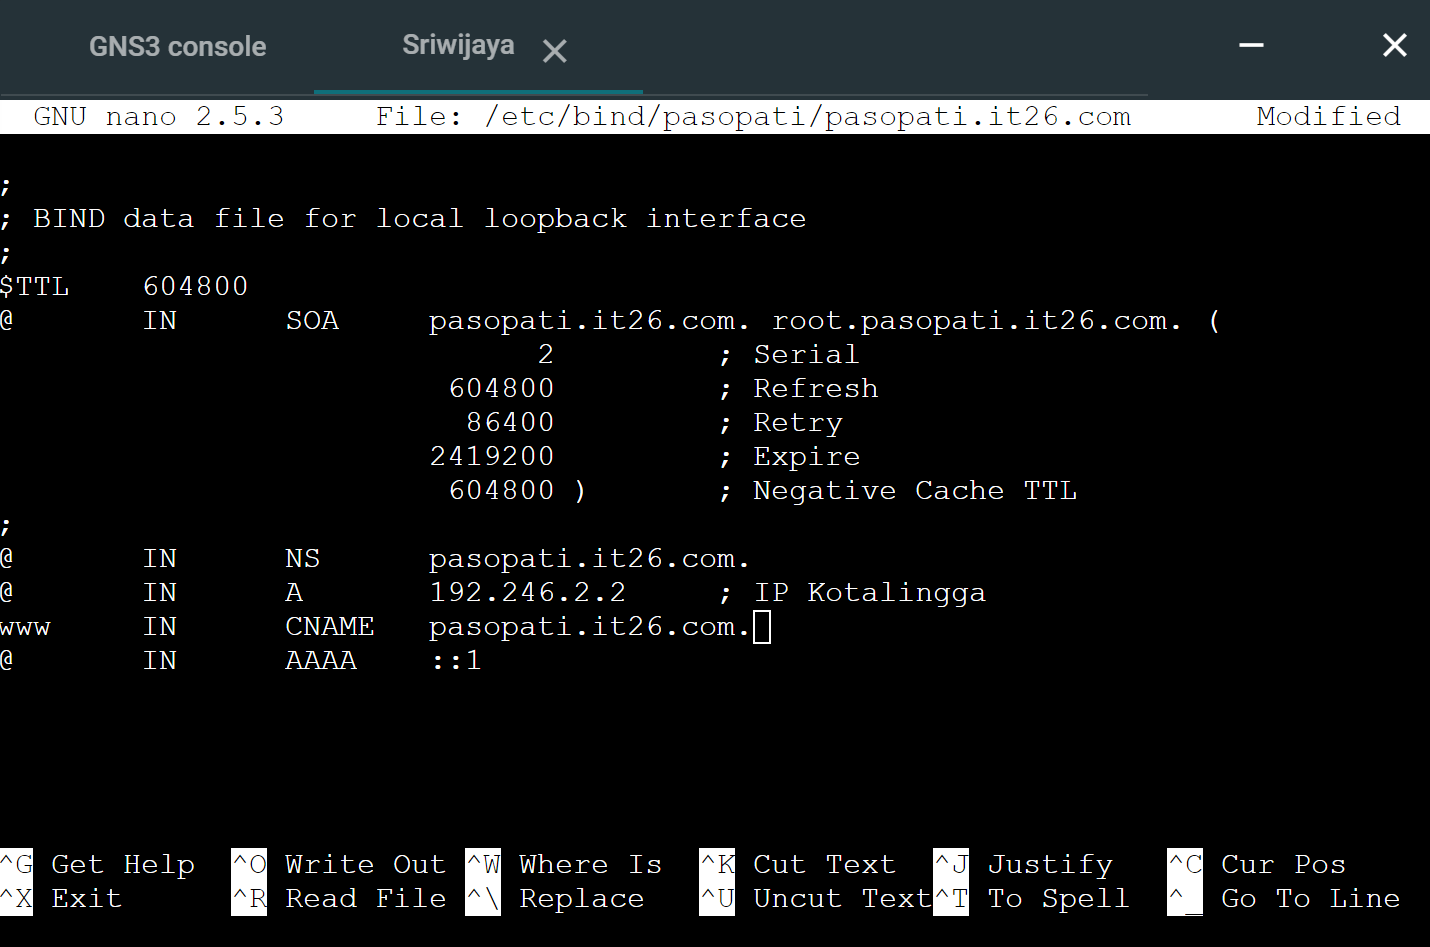 GNS3 console Sriwijaya
GNU nano 2.5.3 File: /etc/bind/pasopati/pasopati.it26.com Modified
;
; BIND data file for local loopback interface
;
$TTL 604800
@ IN SOA pasopati.it26.com. root.pasopati.it26.com. (
2 ; Serial
604800 ; Refresh
86400 ; Retry
2419200 ; Expire
604800 ) ; Negative Cache TTL
;
@ IN NS pasopati.it26.com.
@ IN A 192.246.2.2 ; IP Kotalingga
www IN CNAME pasopati.it26.com.
@ IN AAAA ::1
^G Get Help ^O Write Out ^W Where Is ^K Cut Text ^J Justify ^C Cur Pos
^X Exit ^R Read File ^\ Replace ^U Uncut Text ^T To Spell ^_ Go To Line